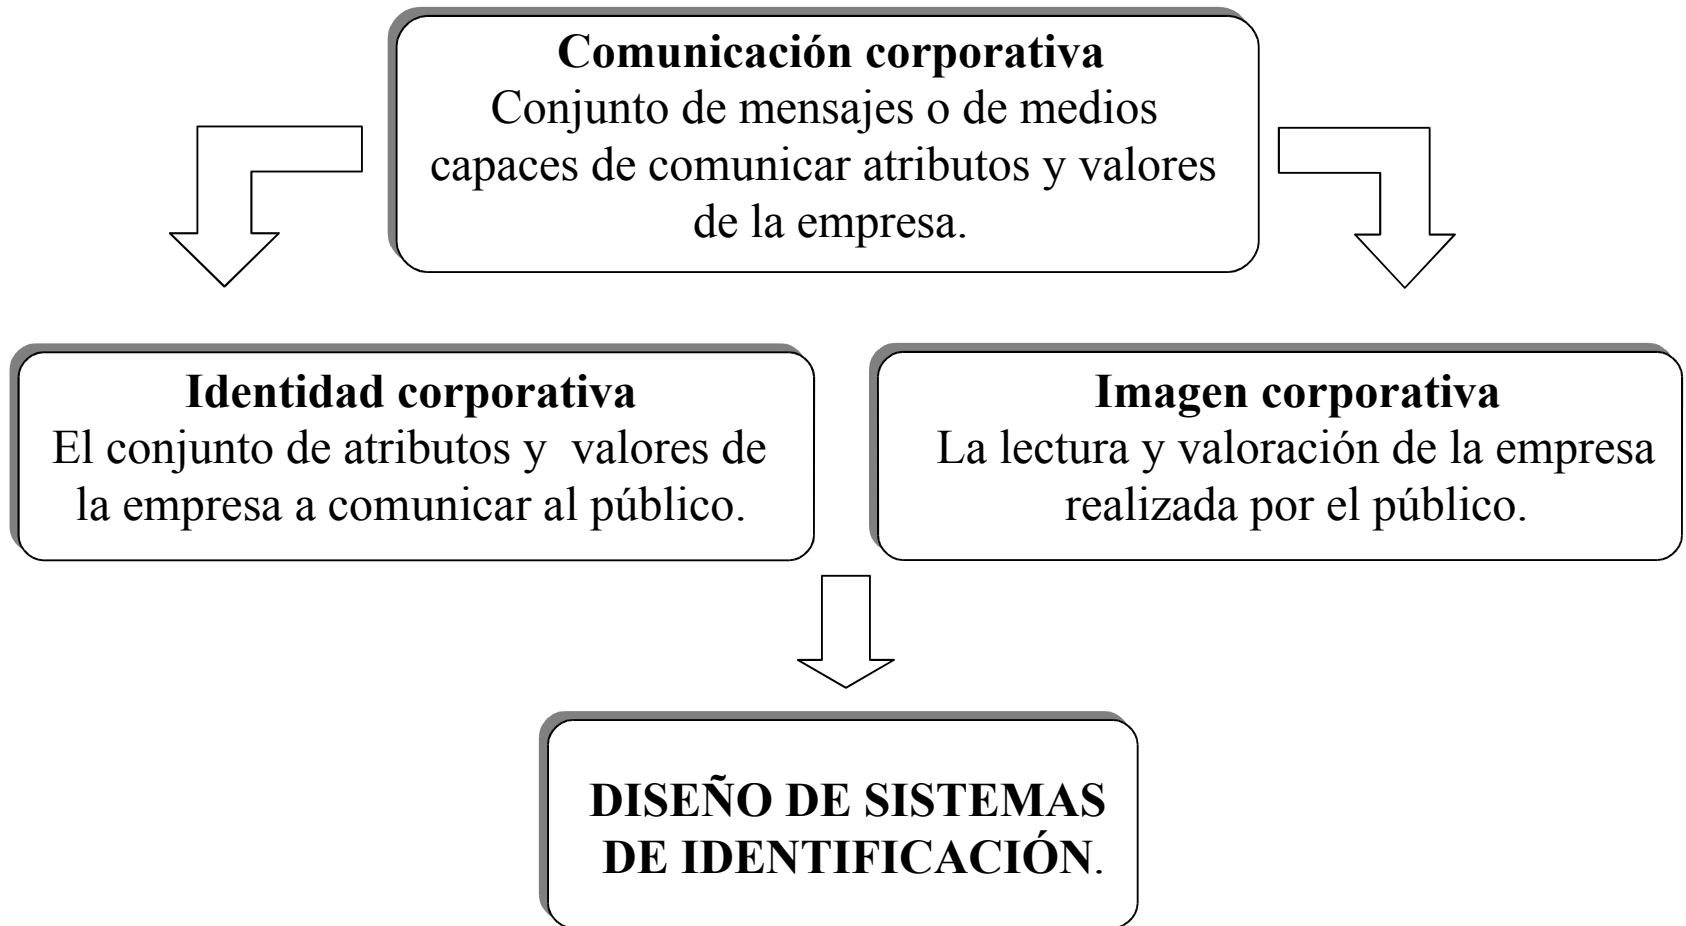 Comunicación corporativa
Conjunto de mensajes o de medios
capaces de comunicar atributos y valores
de la empresa.
Identidad corporativa
El conjunto de atributos y valores de
la empresa a comunicar al público.
Imagen corporativa
La lectura y valoración de la empresa
realizada por el público.
DISEÑO DE SISTEMAS
DE IDENTIFICACIÓN.